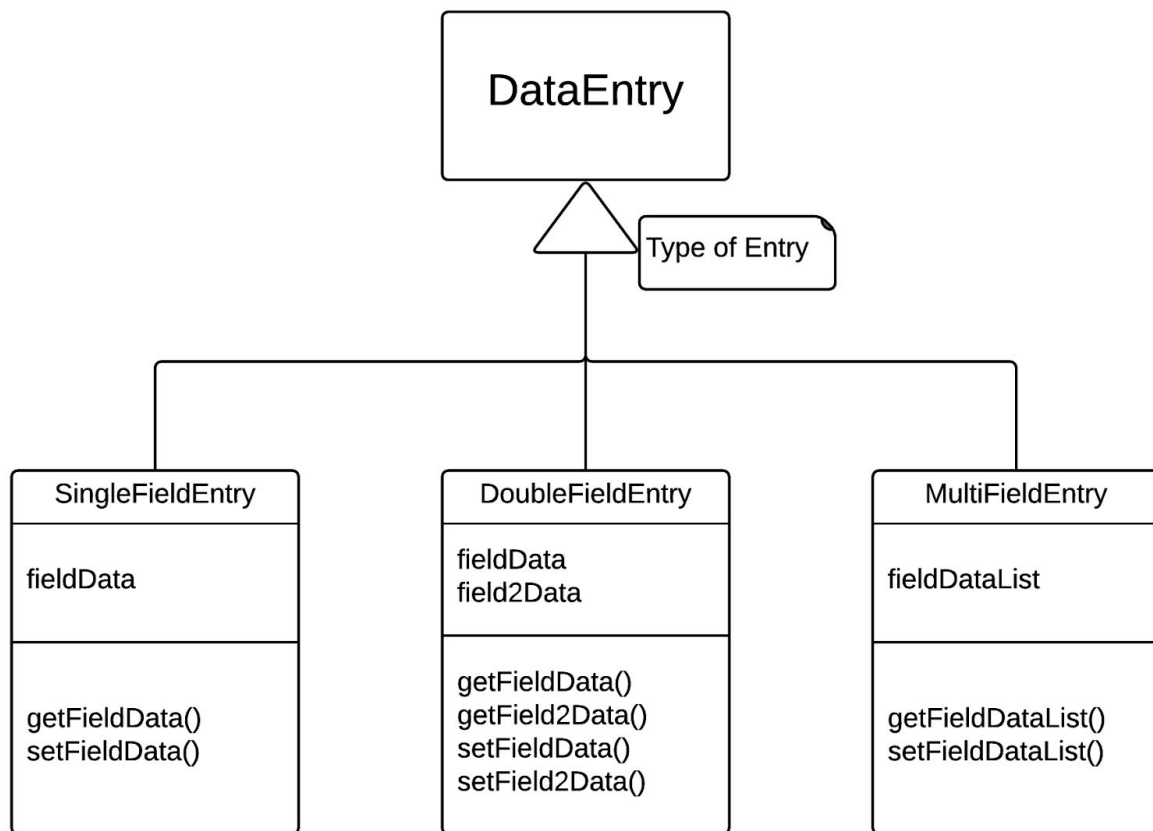 DataEntry
Type of Entry
SingleFieldEntry
fieldData
getFieldData()
setFieldData()
DoubleFieldEntry
fieldData
field2Data
getFieldData()
getField2Data()
setFieldData()
setField2Data()
MultiFieldEntry
fieldDataList
getFieldDataList()
setFieldDataList()